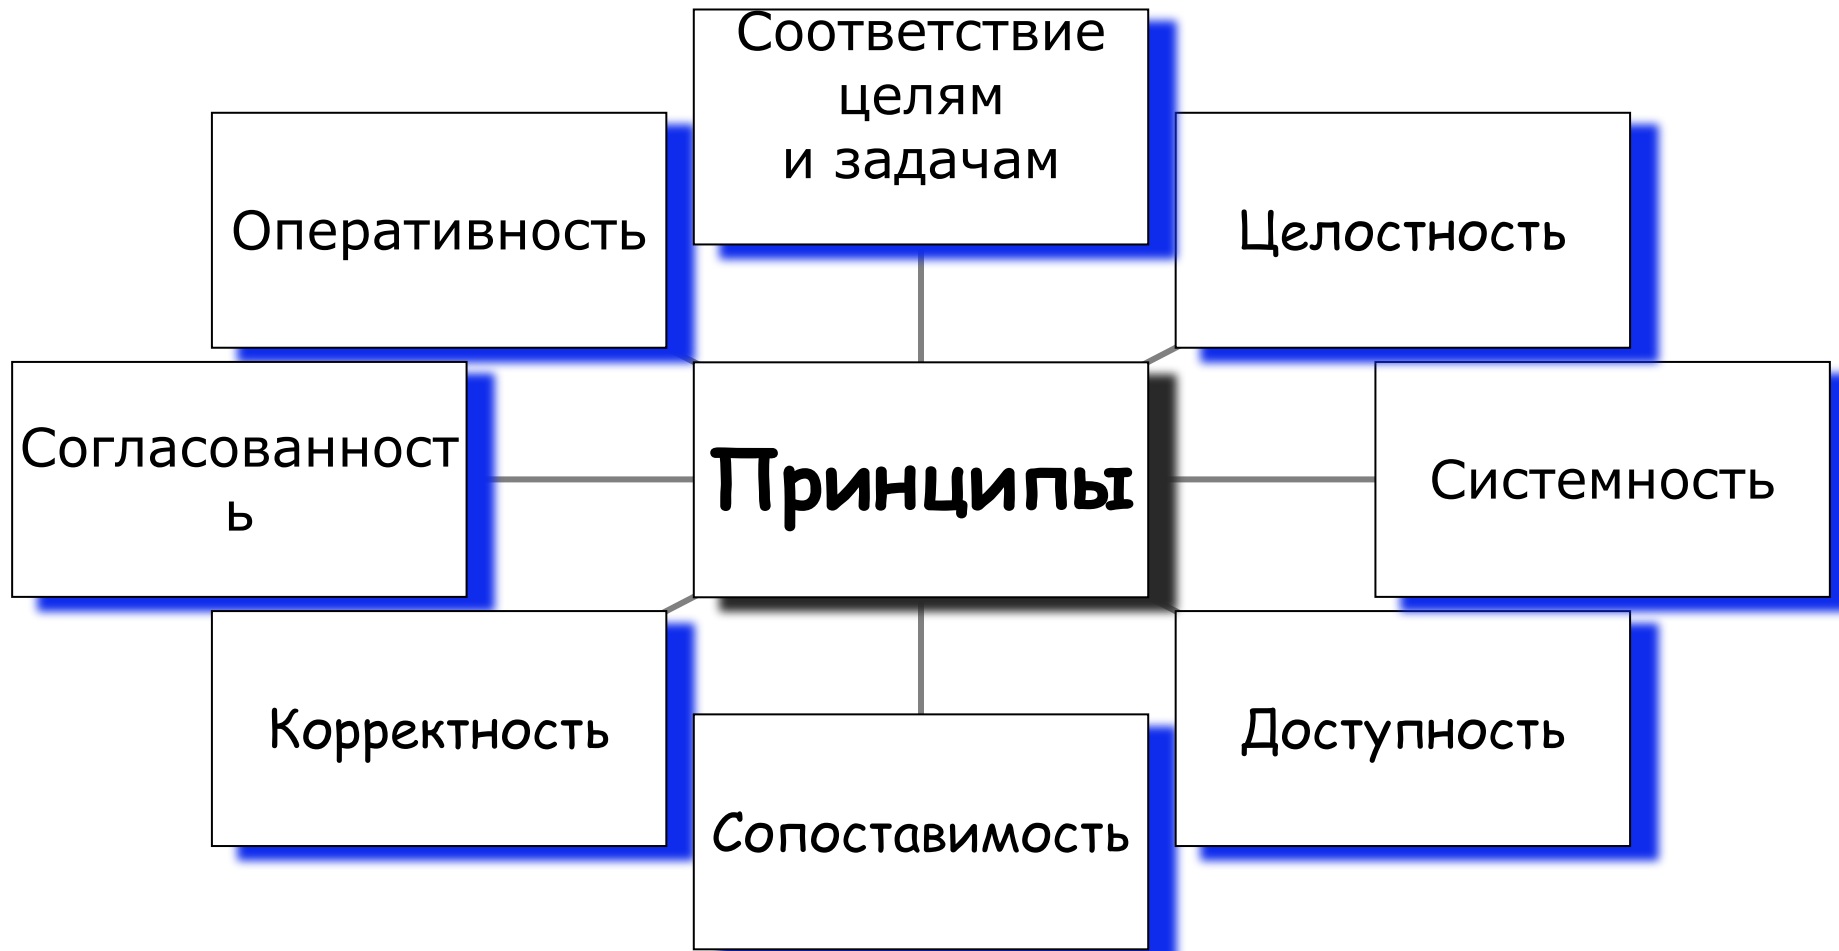 Соответствие
целям
и задачам
Оперативность
Целостность
Согласованност
ь
Принципы
Системность
Корректность
Доступность
Сопоставимость